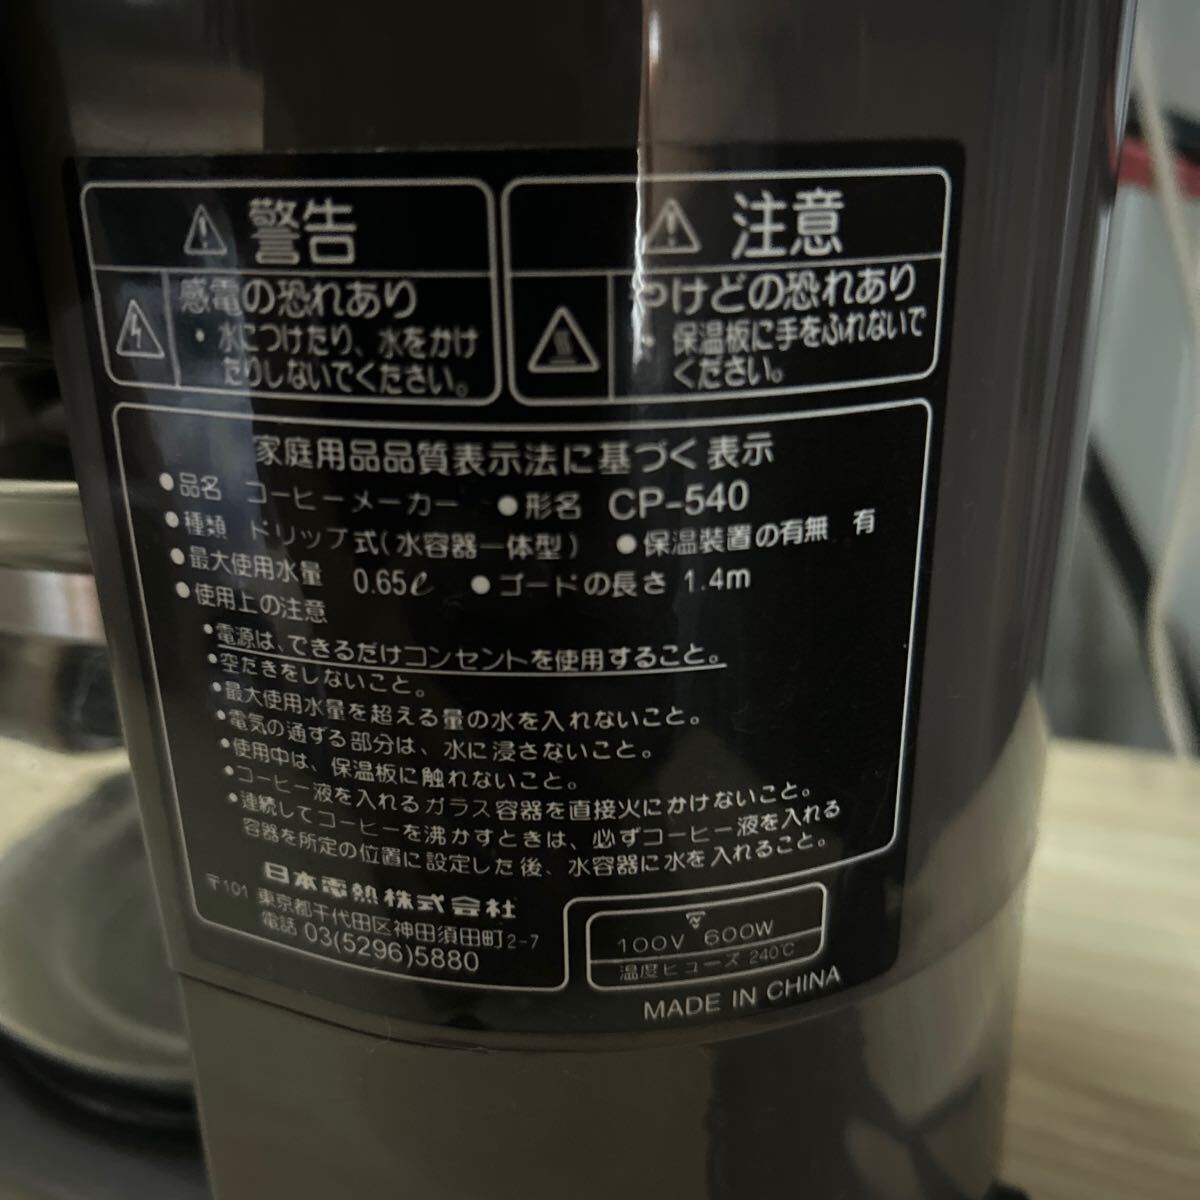 警告
感電の恐れあり
・水につけたり、水をかけ
たりしないでください。
注意
やけどの恐れあり
・保温板に手をふれないで
ください。
家庭用品品質表示法に基づく表示
●品名 コーヒーメーカー ●形名 CP-540
●種類 ドリップ式(水容器一体型) ●保温装置の有無 有
●最大使用水量 0.65ℓ ●コードの長さ 1.4m
●使用上の注意
•電源は、できるだけコンセントを使用すること。
•空だきをしないこと。
•最大使用水量を超える量の水を入れないこと。
•電気の通する部分は、水に浸さないこと。
•使用中は、保温板に触れないこと。
•コーヒー液を入れるガラス容器を直接火にかけないこと。
•連続してコーヒーを沸かすときは、必ずコーヒー液を入れる
容器を所定の位置に設定した後、水容器に水を入れること。
日本電熱株式会社
〒101 東京都千代田区神田須田町2-7
電話 03(5296)5880
100V 600W
温度ヒューズ 240℃
MADE IN CHINA